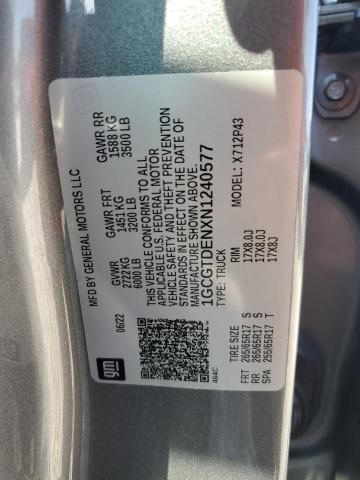 MFD BY GENERAL MOTORS LLC
06/22
GVWR
2722 KG
6000 LB
GAWR FRT
1451 KG
3200 LB
GAWR RR
1588 KG
3500 LB
THIS VEHICLE CONFORMS TO ALL
APPLICABLE U.S. FEDERAL MOTOR
VEHICLE SAFETY AND THEFT PREVENTION
STANDARDS IN EFFECT ON THE DATE OF
MANUFACTURE SHOWN ABOVE.
1GCGTDENXN1240577
TYPE: TRUCK
MODEL: X712P43
gm
464C
TIRE SIZE RIM
FRT 265/65R17 S 17X8.0J
RR 265/65R17 S 17X8.0J
SPA 255/65R17 T 17X8J